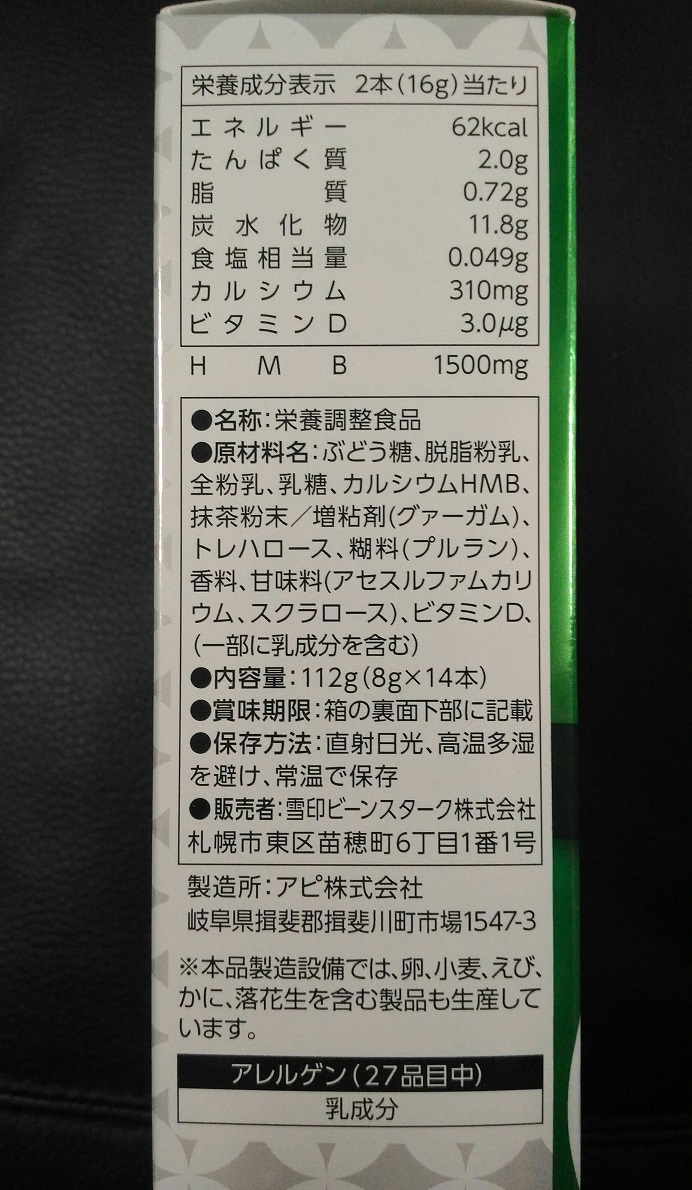 栄養成分表示 2本(16g)当たり
エネルギー 62kcal
たんぱく質 2.0g
脂質 0.72g
炭水化物 11.8g
食塩相当量 0.049g
カルシウム 310mg
ビタミンD 3.0μg
HMB 1500mg
●名称:栄養調整食品
●原材料名:ぶどう糖、脱脂粉乳、
全粉乳、乳糖、カルシウムHMB、
抹茶粉末/増粘剤(グァーガム)、
トレハロース、糊料(プルラン)、
香料、甘味料(アセスルファムカリ
ウム、スクラロース)、ビタミンD、
(一部に乳成分を含む)
●内容量:112g(8g×14本)
●賞味期限:箱の裏面下部に記載
●保存方法:直射日光、高温多湿
を避け、常温で保存
●販売者:雪印ビーンスターク株式会社
札幌市東区苗穂町6丁目1番1号
製造所:アピ株式会社
岐阜県揖斐郡揖斐川町市場1547-3
※本品製造設備では、卵、小麦、えび、
かに、落花生を含む製品も生産して
います。
アレルゲン(27品目中)
乳成分